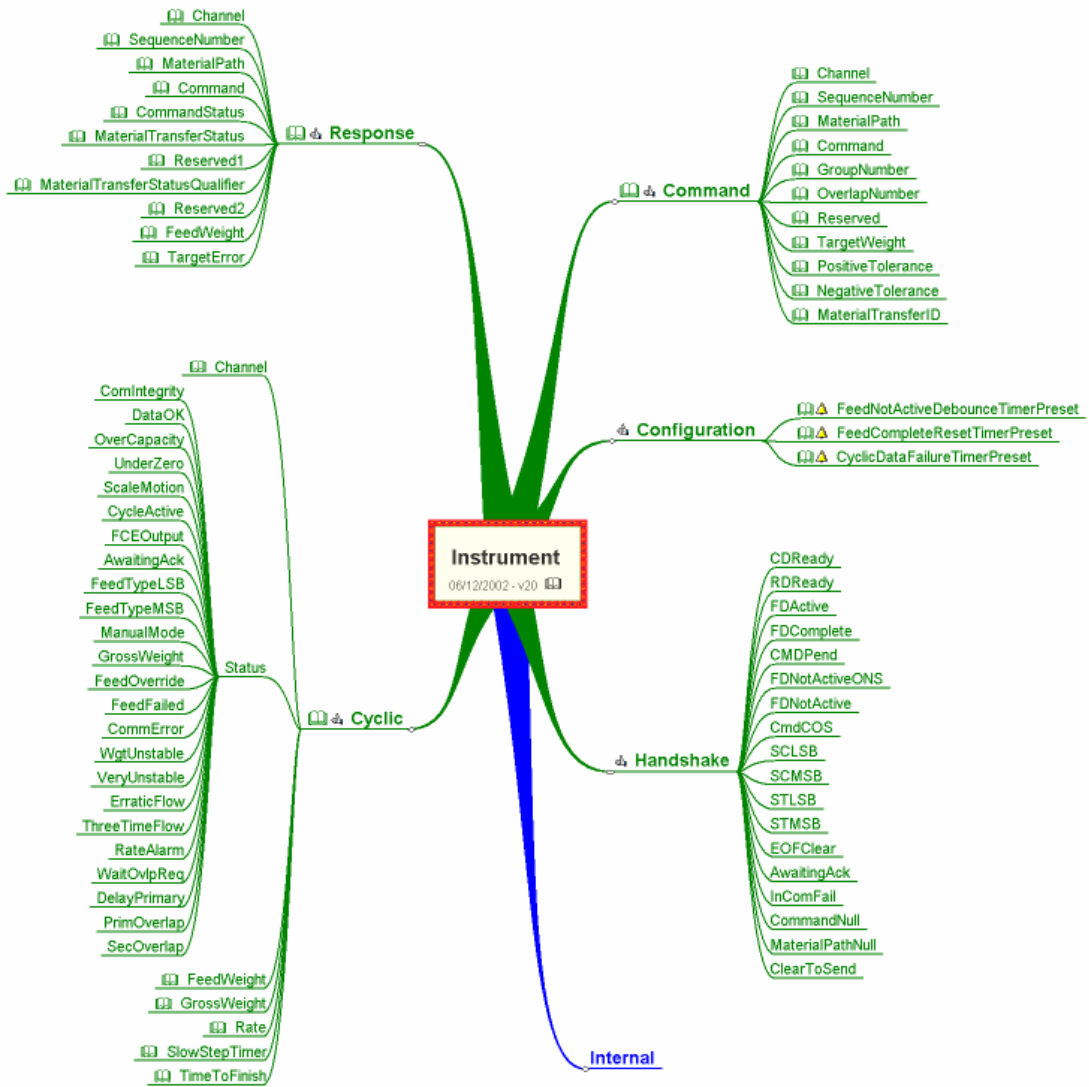 Channel
SequenceNumber
MaterialPath
Command
CommandStatus
MaterialTransferStatus
Reserved1
MaterialTransferStatusQualifier
Reserved2
FeedWeight
TargetError
Response
Command
Channel
SequenceNumber
MaterialPath
Command
GroupNumber
OverlapNumber
Reserved
TargetWeight
PositiveTolerance
NegativeTolerance
MaterialTransferID
Configuration
FeedNotActiveDebounceTimerPreset
FeedCompleteResetTimerPreset
CyclicDataFailureTimerPreset
Instrument
06/12/2002 - v20
Channel
ComIntegrity
DataOK
OverCapacity
UnderZero
ScaleMotion
CycleActive
FCEOutput
AwaitingAck
FeedTypeLSB
FeedTypeMSB
ManualMode
GrossWeight
FeedOverride
FeedFailed
CommError
WgtUnstable
VeryUnstable
ErraticFlow
ThreeTimeFlow
RateAlarm
WaitOvlpReq
DelayPrimary
PrimOverlap
SecOverlap
Status
FeedWeight
GrossWeight
Rate
SlowStepTimer
TimeToFinish
Cyclic
Handshake
CDReady
RDReady
FDActive
FDComplete
CMDPend
FDNotActiveONS
FDNotActive
CmdCOS
SCLSB
SCMSB
STLSB
STMSB
EOFClear
AwaitingAck
InComFail
CommandNull
MaterialPathNull
ClearToSend
Internal